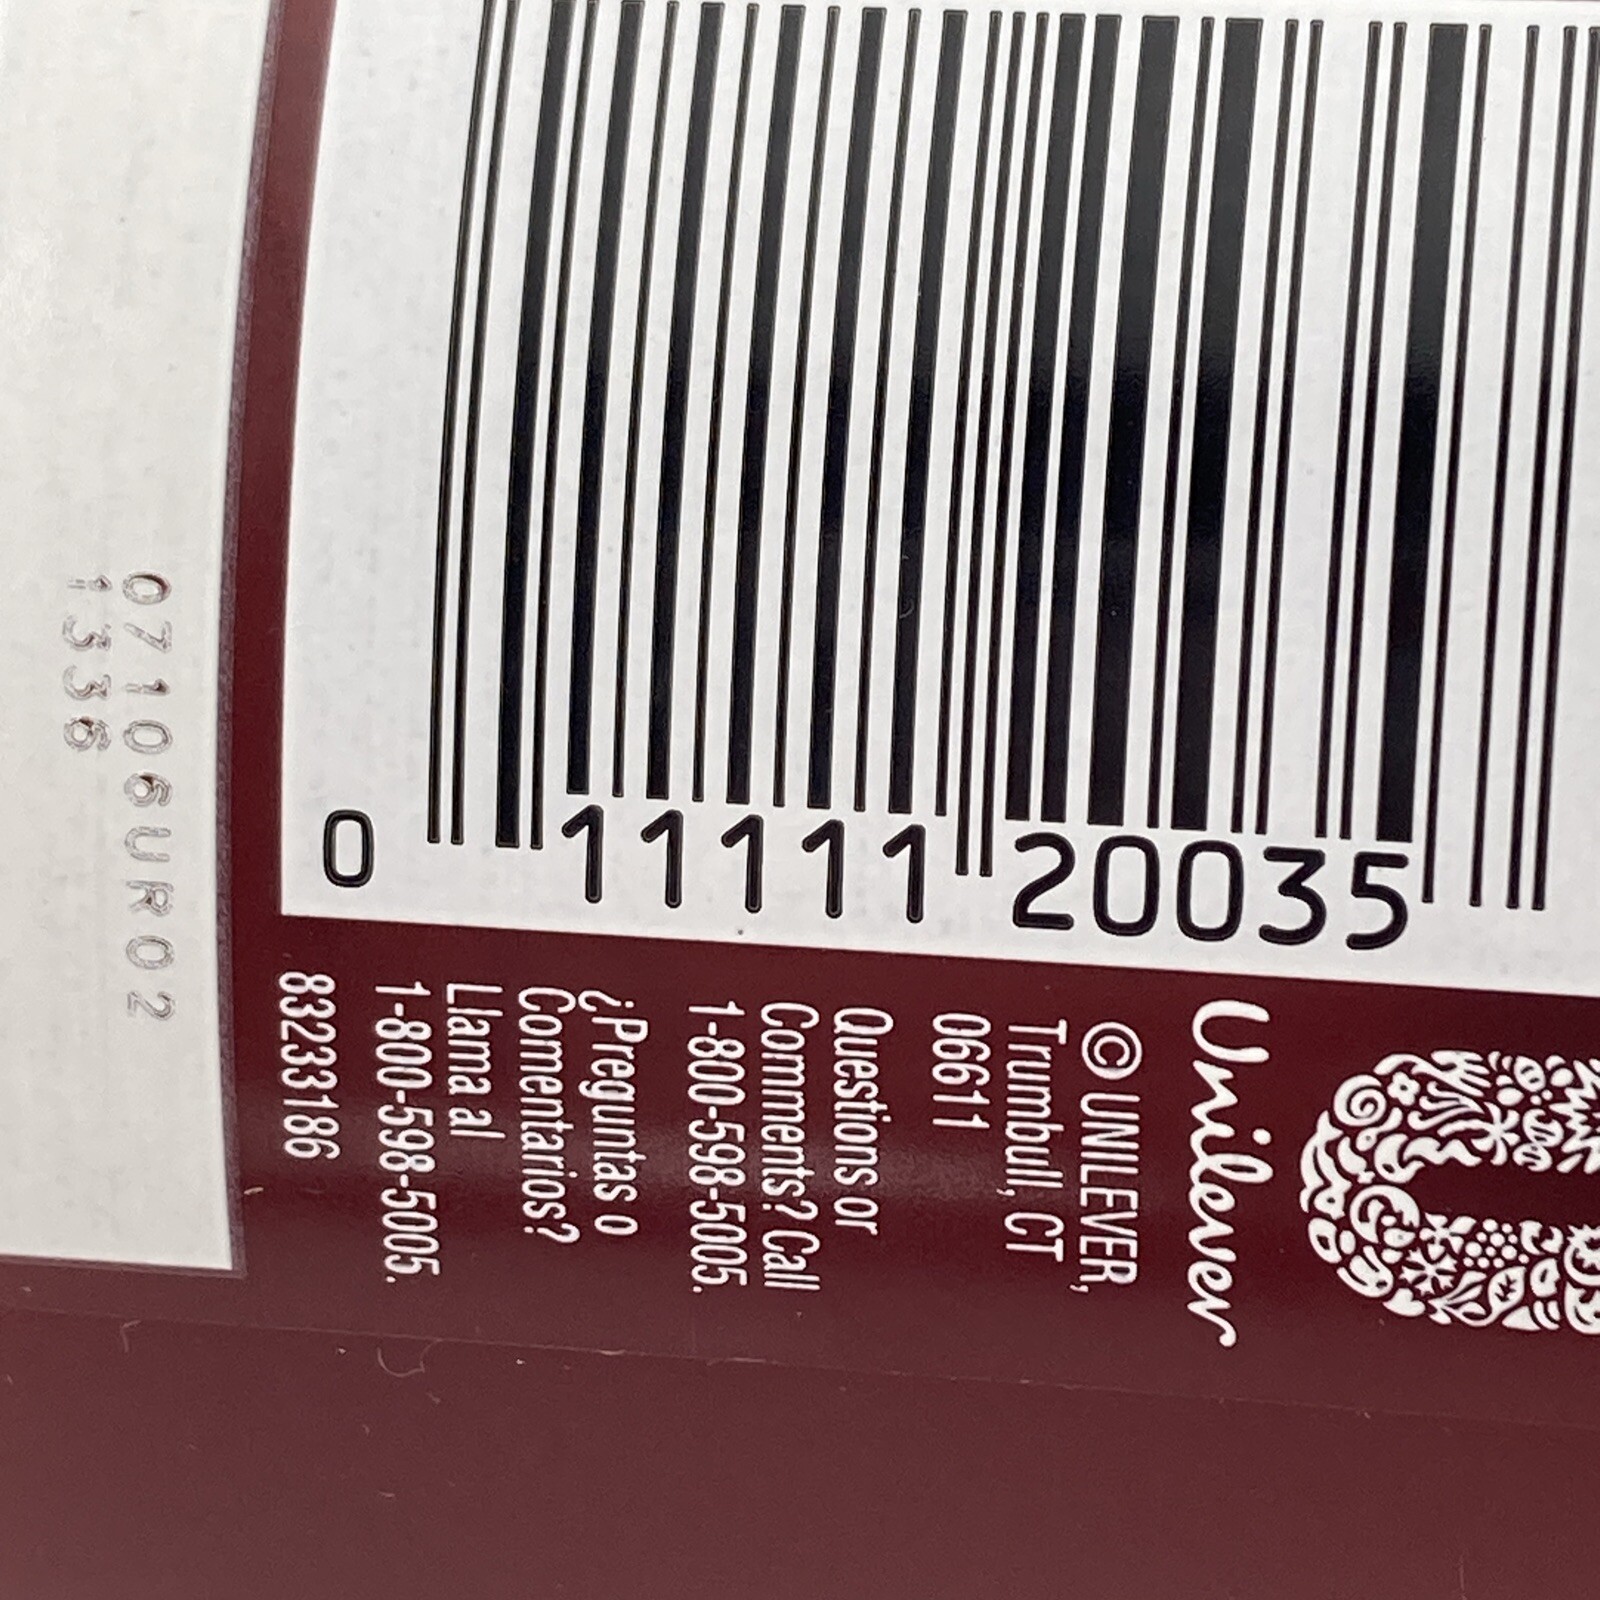 0 11111 20035
Unilever
© UNILEVER,
Trumbull, CT
06611
Questions or
Comments? Call
1-800-598-5005.
¿Preguntas o
Comentarios?
Llama al
1-800-598-5005.
83233186
07106UR02
1336